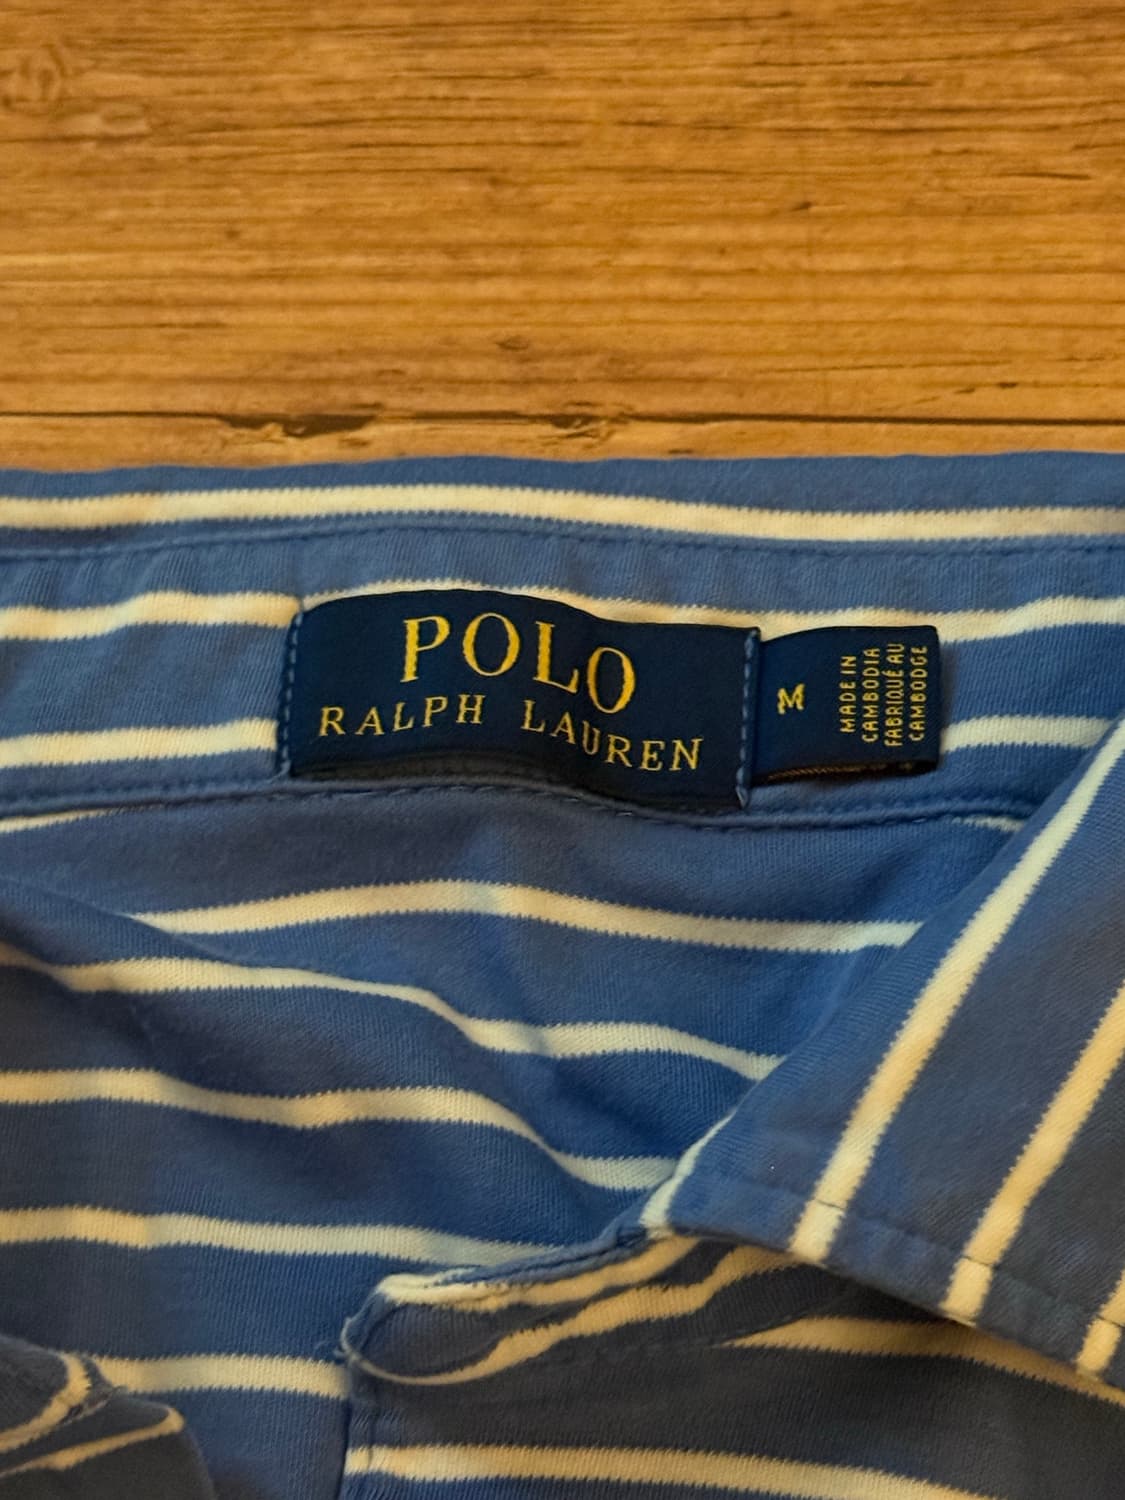 POLO
RALPH LAUREN
M
MADE IN
CAMBODIA
FABRIQUÉ AU
CAMBODGE